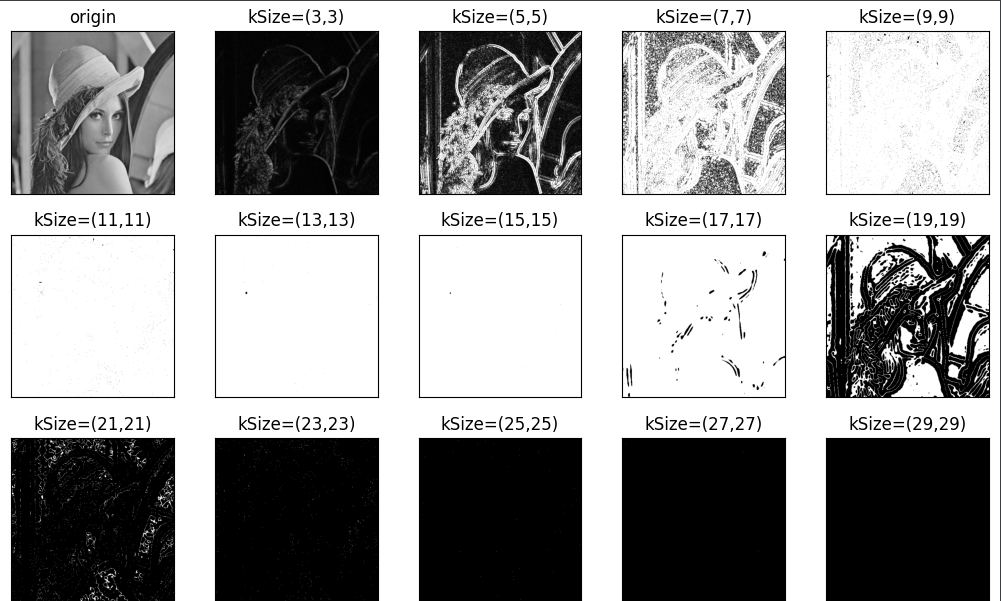 origin
kSize=(3,3)
kSize=(5,5)
kSize=(7,7)
kSize=(9,9)
kSize=(11,11)
kSize=(13,13)
kSize=(15,15)
kSize=(17,17)
kSize=(19,19)
kSize=(21,21)
kSize=(23,23)
kSize=(25,25)
kSize=(27,27)
kSize=(29,29)